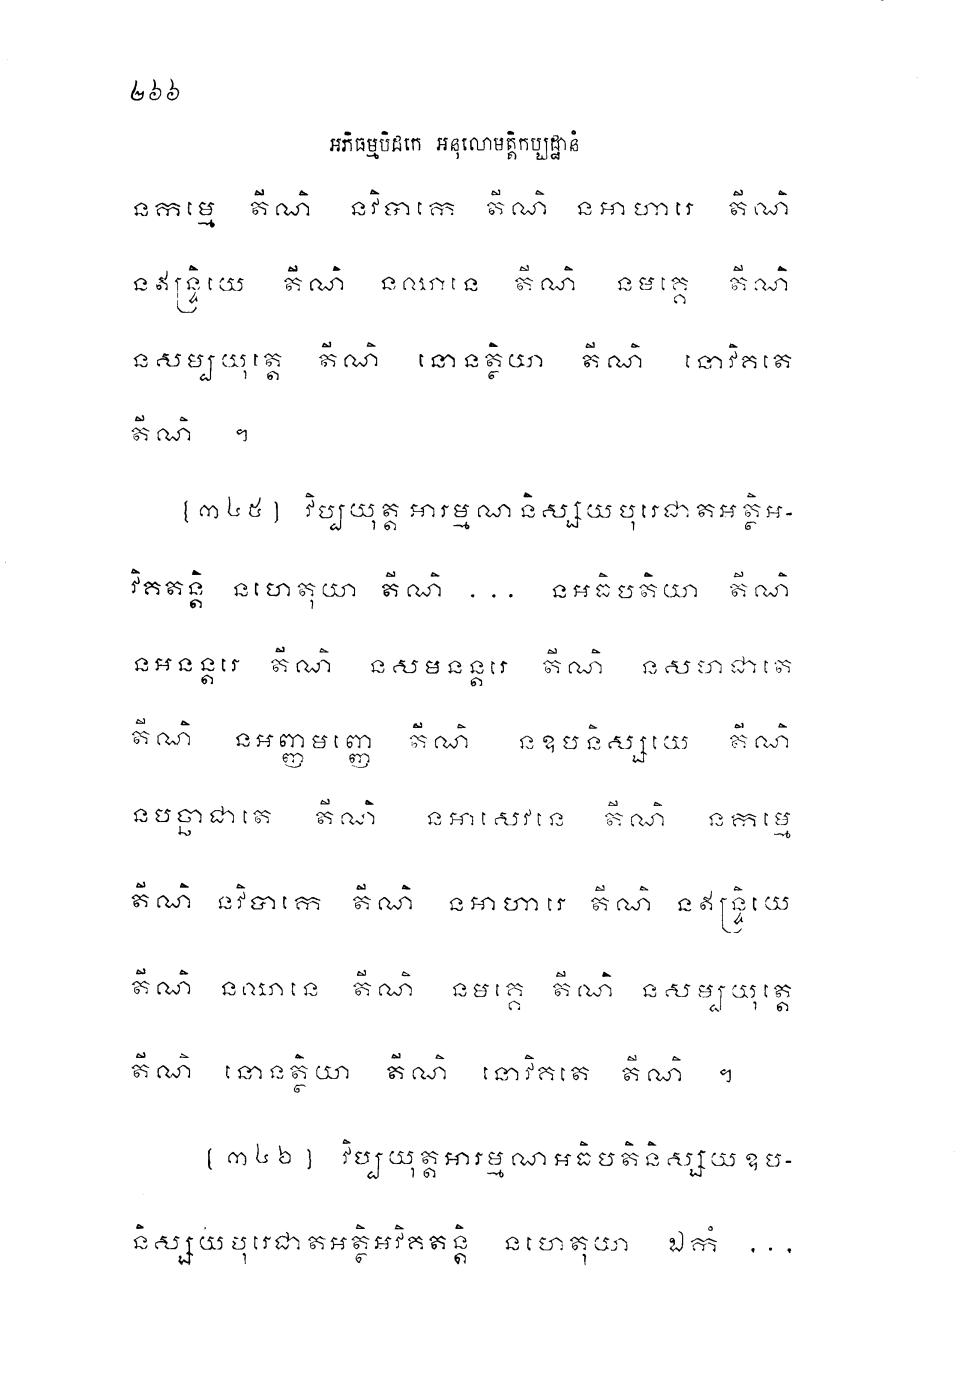 ២៦៦
អភិធម្មបិដកេ អនុលោមត្តិកប្បដ្ឋានំ
នកម្មេ តីណិ នវិបាកេ តីណិ នអាហារេ តីណិ
នឥន្ទ្រិយេ តីណិ នឈានេ តីណិ នមគ្គេ តីណិ
នសម្បយុត្តេ តីណិ នោនត្ថិយា តីណិ នោវិគតេ
តីណិ ។
[៣៤៥] វិប្បយុត្តអារម្មណនិស្សយបុរេជាតអត្ថិអ-
វិគតន្តិ នហេតុយា តីណិ ... នអធិបតិយា តីណិ
នអនន្តរេ តីណិ នសមនន្តរេ តីណិ នសហជាតេ
តីណិ នអញ្ញមញ្ញេ តីណិ នឧបនិស្សយេ តីណិ
នបច្ឆាជាតេ តីណិ នអាសេវនេ តីណិ នកម្មេ
តីណិ នវិបាកេ តីណិ នអាហារេ តីណិ នឥន្ទ្រិយេ
តីណិ នឈានេ តីណិ នមគ្គេ តីណិ នសម្បយុត្តេ
តីណិ នោនត្ថិយា តីណិ នោវិគតេ តីណិ ។
[៣៤៦] វិប្បយុត្តអារម្មណអធិបតិនិស្សយឧប-
និស្សយបុរេជាតអត្ថិអវិគតន្តិ នហេតុយា ឯកំ ...